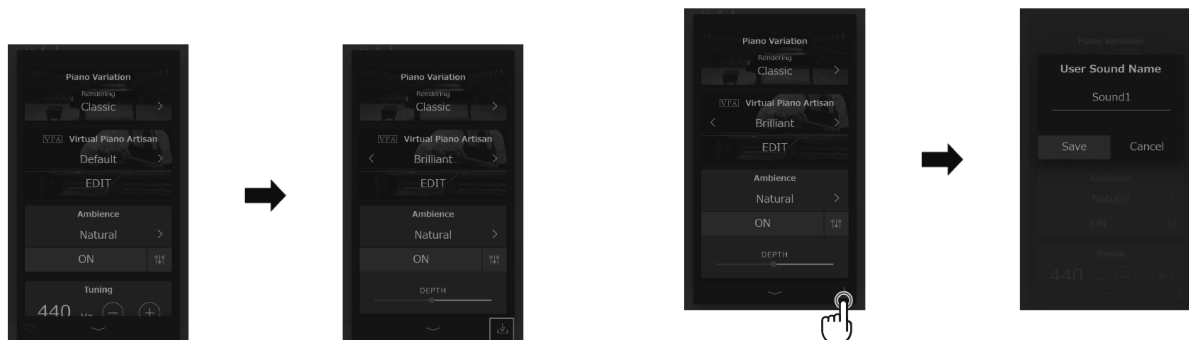 Piano Variation
Rendering
Classic
VPA Virtual Piano Artisan
Default
EDIT
Ambience
Natural
ON
Tuning
440 Hz
Piano Variation
Rendering
Classic
VPA Virtual Piano Artisan
Brilliant
EDIT
Ambience
Natural
ON
DEPTH
Piano Variation
Rendering
Classic
VPA Virtual Piano Artisan
Brilliant
EDIT
Ambience
Natural
ON
DEPTH
Piano Variation
User Sound Name
Sound1
Save Cancel
Ambience
Natural
ON
Tuning
440